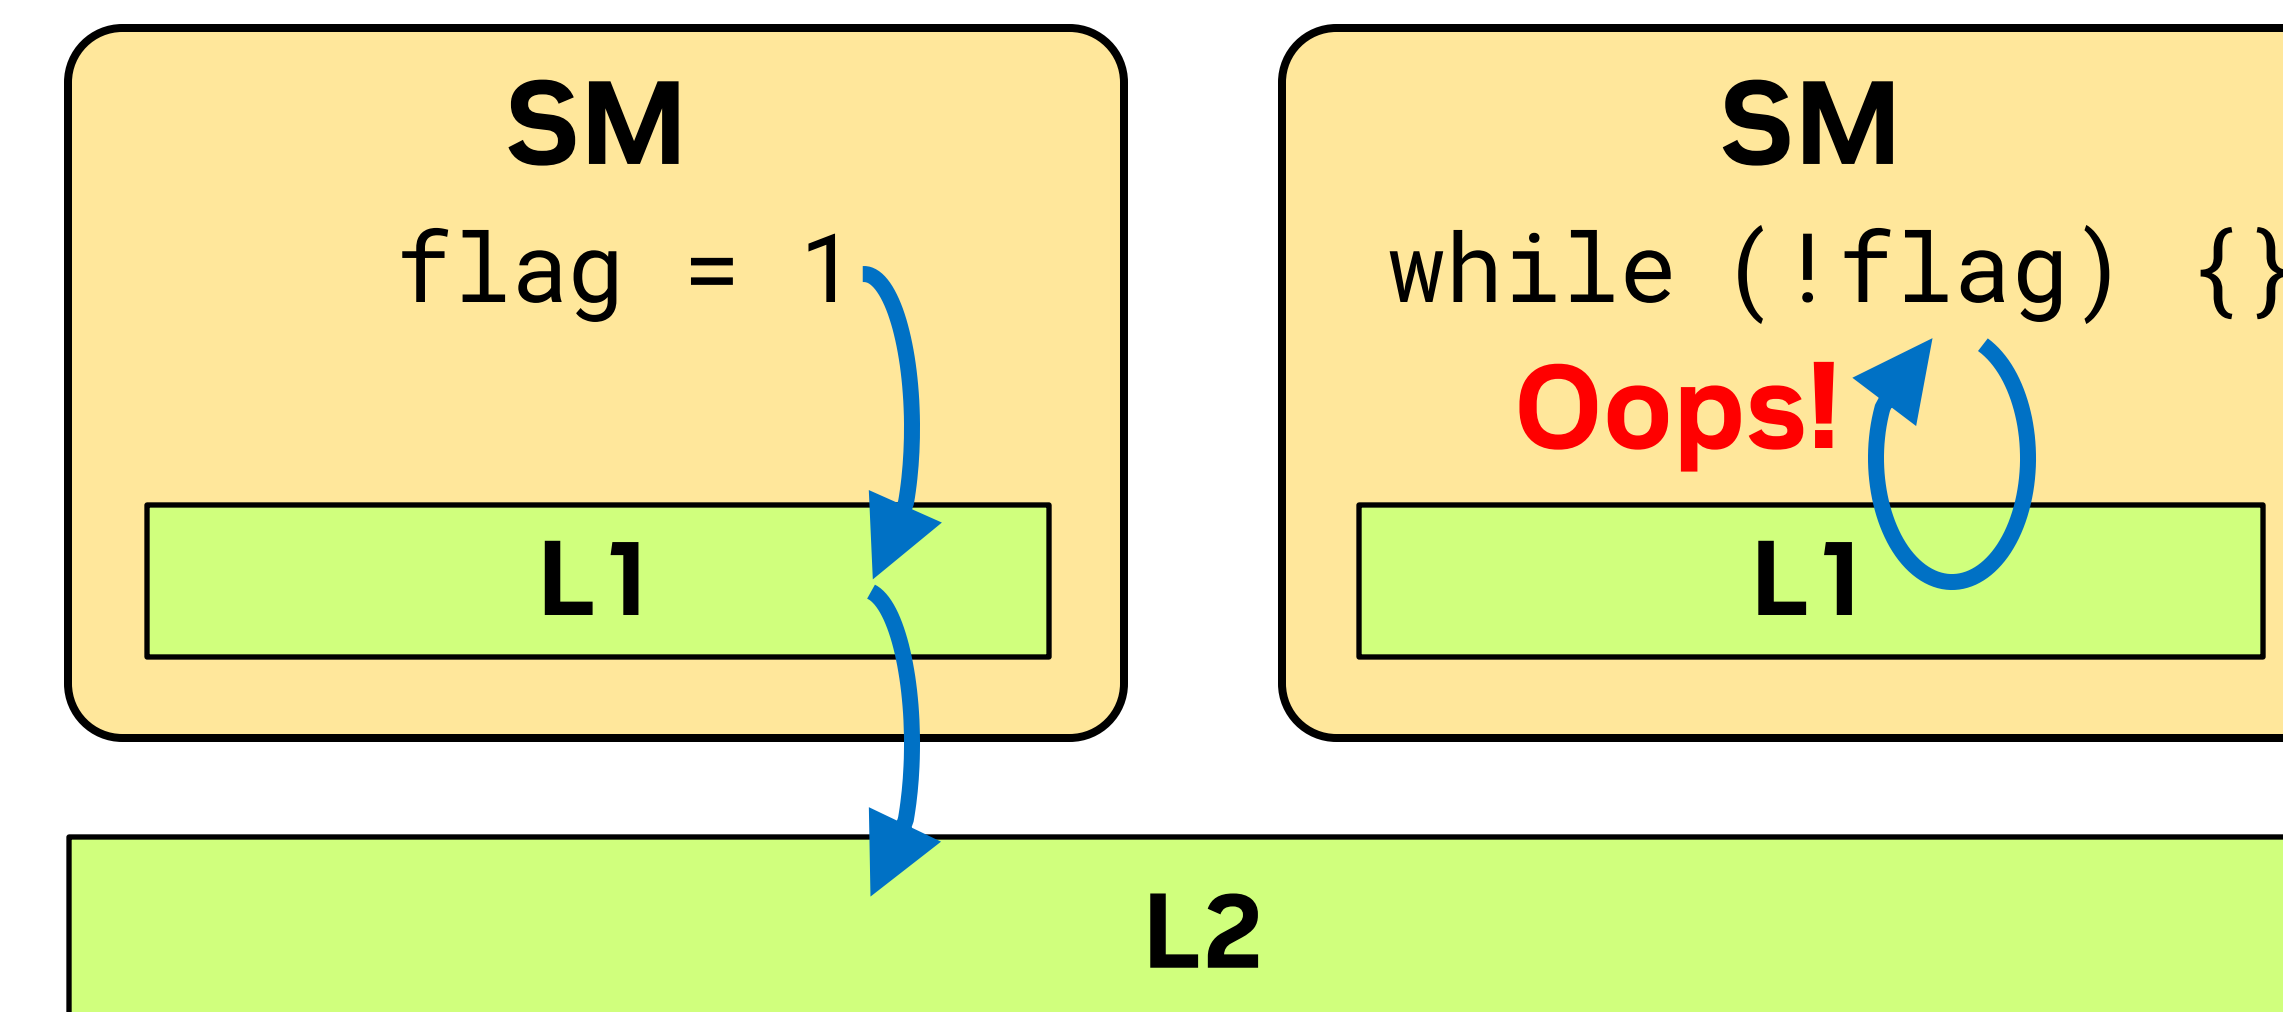 SM
flag = 1
L1
SM
while (!flag) {}
Oops!
L1
L2